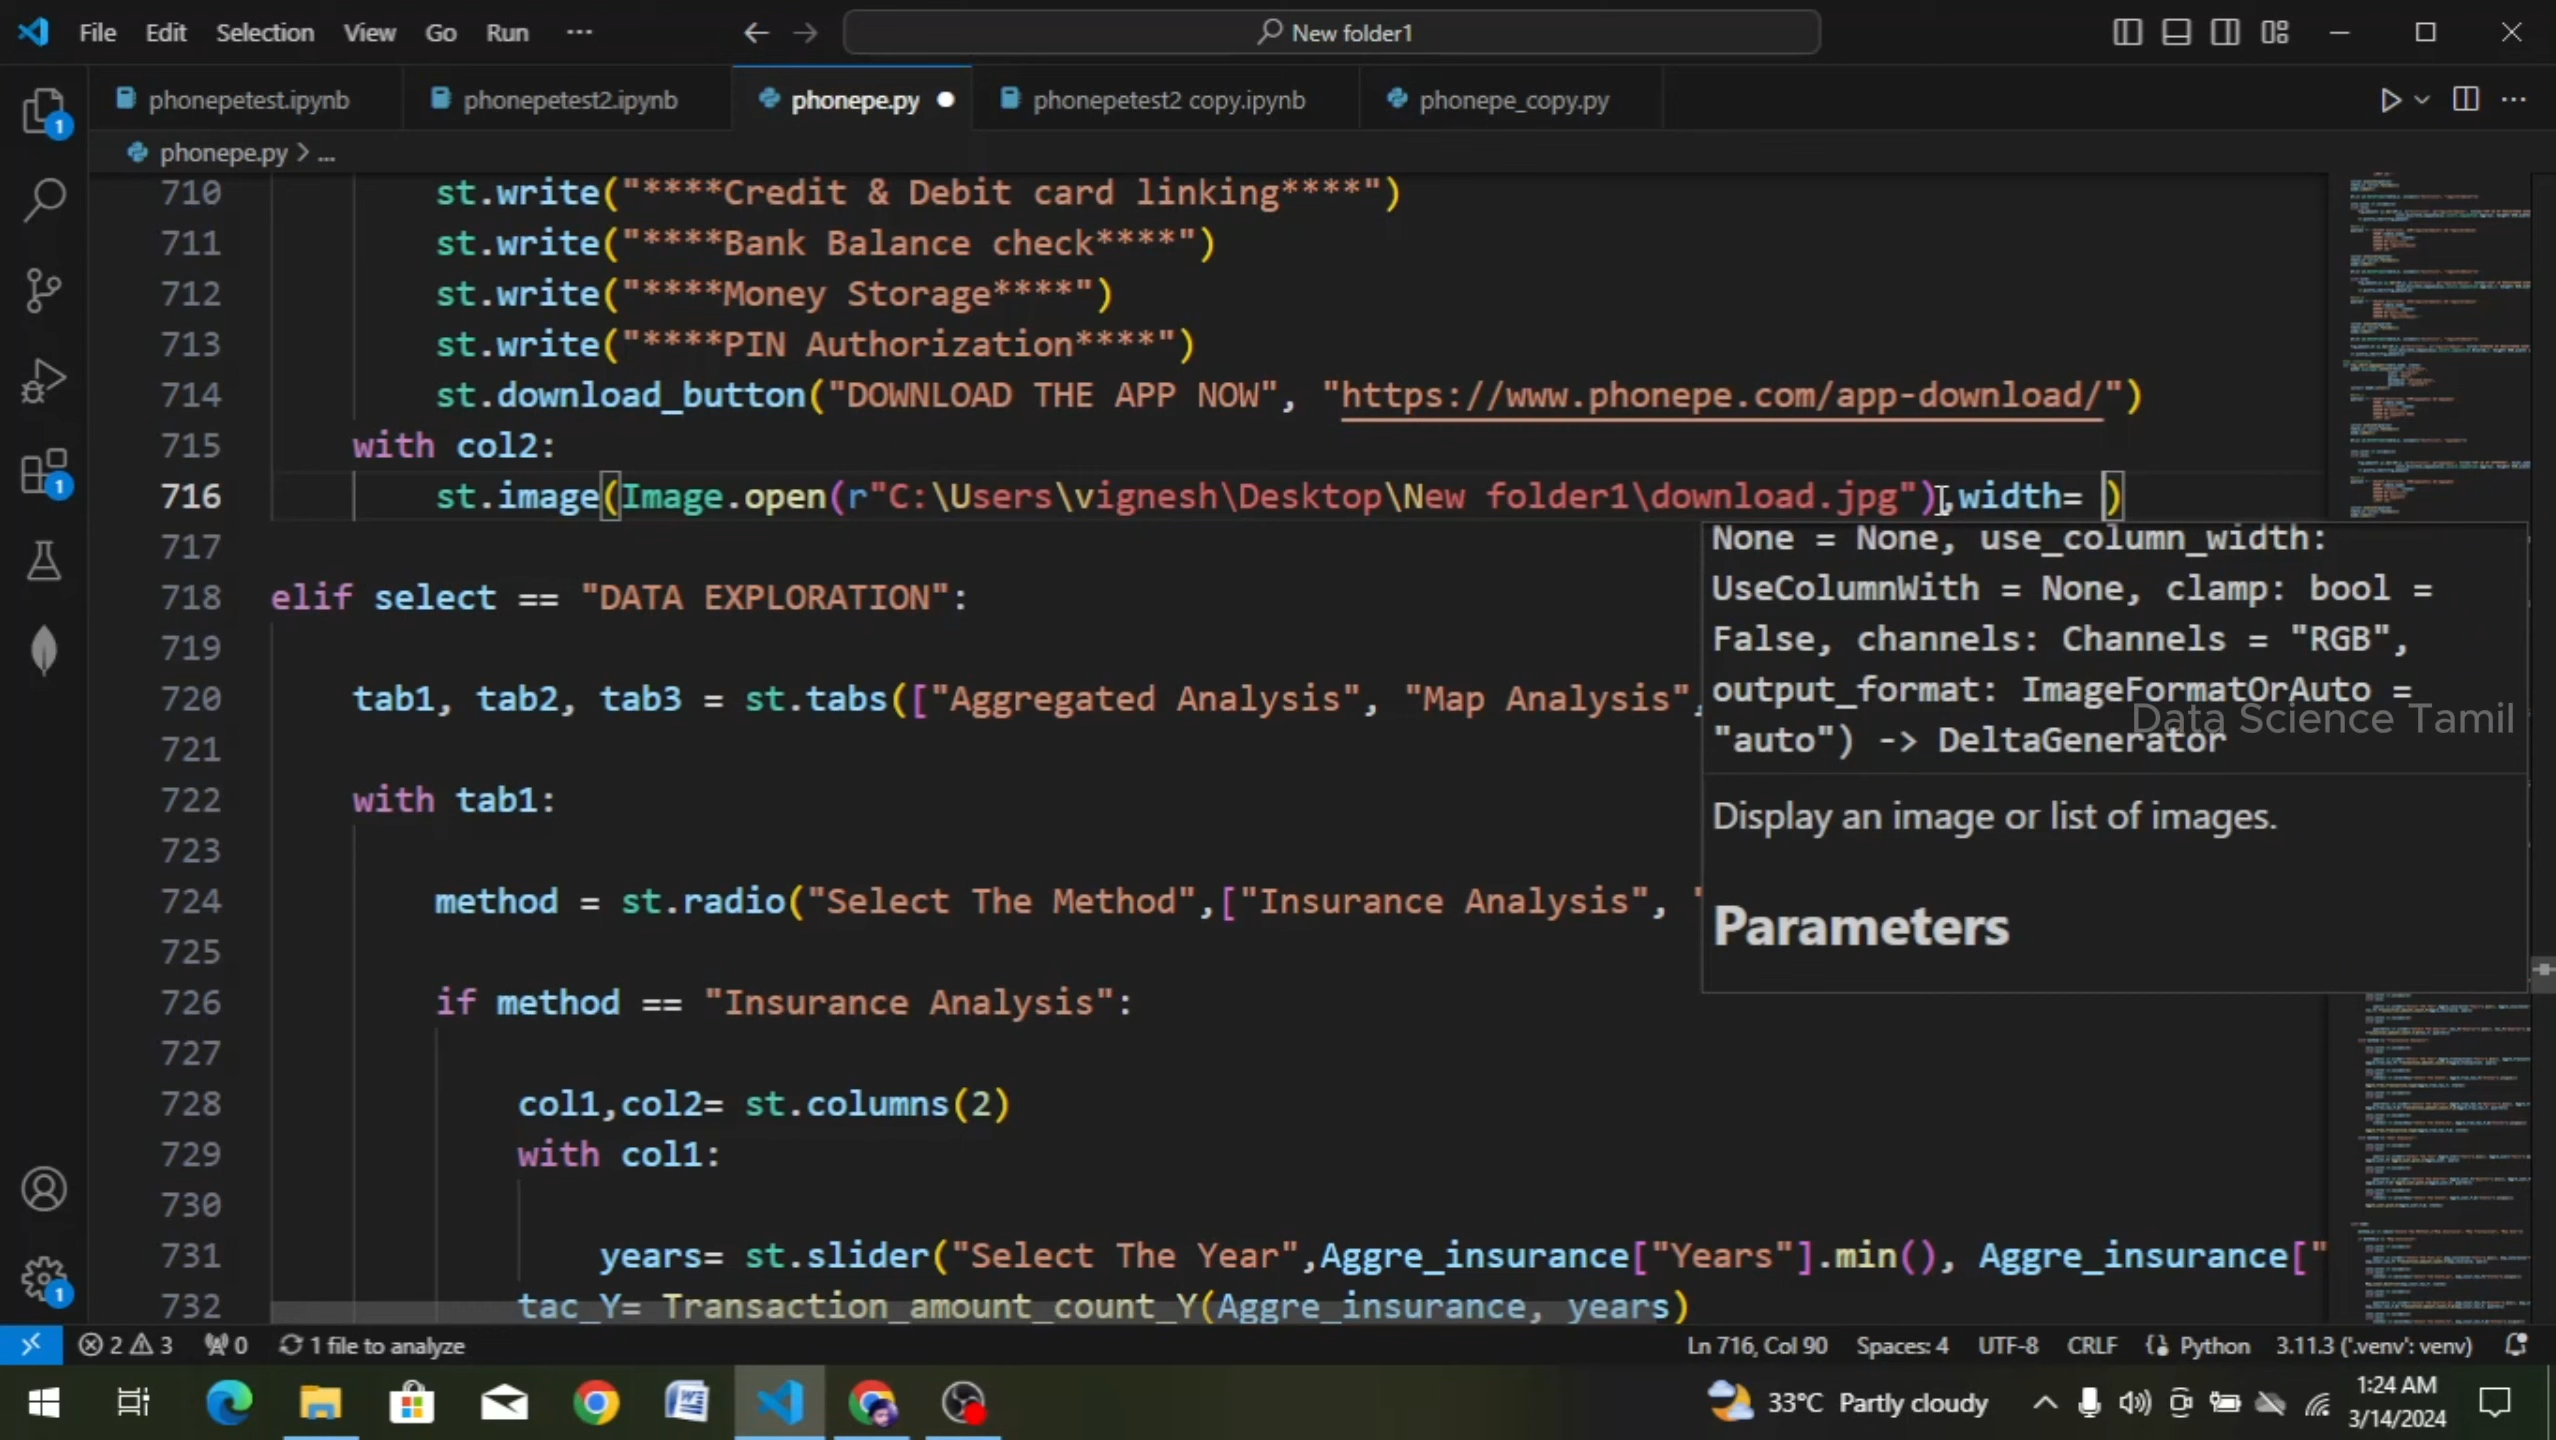 File Edit Selection View Go Run ··· New folder1
phonepetest.ipynb phonepetest2.ipynb phonepe.py phonepetest2 copy.ipynb phonepe_copy.py
phonepe.py > ...
710 st.write("****Credit & Debit card linking****")
711 st.write("****Bank Balance check****")
712 st.write("****Money Storage****")
713 st.write("****PIN Authorization****")
714 st.download_button("DOWNLOAD THE APP NOW", "https://www.phonepe.com/app-download/")
715 with col2:
716 st.image(Image.open(r"C:\Users\vignesh\Desktop\New folder1\download.jpg"),width= )
None = None, use_column_width:
UseColumnWith = None, clamp: bool =
False, channels: Channels = "RGB",
output_format: ImageFormatOrAuto =
"auto") -> DeltaGenerator
Display an image or list of images.
Parameters
Data Science Tamil
717
718 elif select == "DATA EXPLORATION":
719
720 tab1, tab2, tab3 = st.tabs(["Aggregated Analysis", "Map Analysis",
721
722 with tab1:
723
724 method = st.radio("Select The Method",["Insurance Analysis", "
725
726 if method == "Insurance Analysis":
727
728 col1,col2= st.columns(2)
729 with col1:
730
731 years= st.slider("Select The Year",Aggre_insurance["Years"].min(), Aggre_insurance["
732 tac_Y= Transaction_amount_count_Y(Aggre_insurance, years)
1
1
1
2 3 0 1 file to analyze Ln 716, Col 90 Spaces: 4 UTF-8 CRLF Python 3.11.3 ('.venv': venv)
33°C Partly cloudy 1:24 AM
3/14/2024